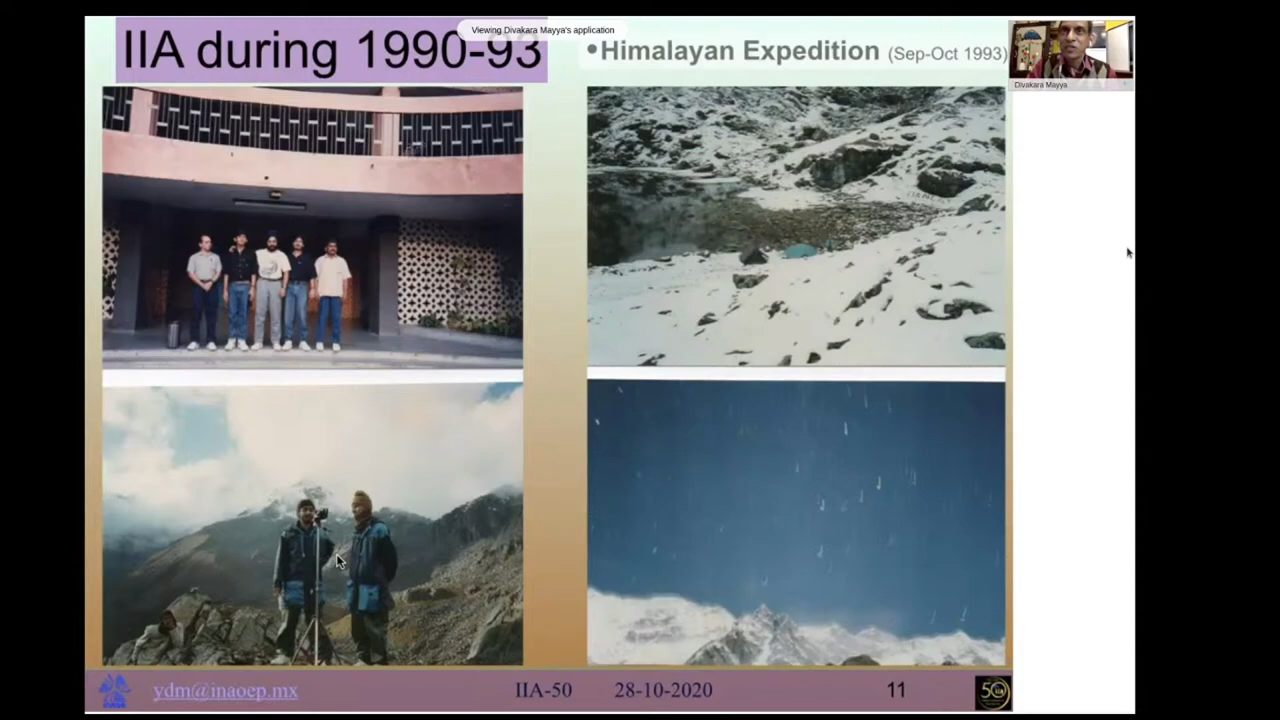 Viewing Divakara Mayya's application
IIA during 1990-93
•Himalayan Expedition (Sep-Oct 1993)
Divakara Mayya
ydm@inaoep.mx
IIA-50
28-10-2020
11
50